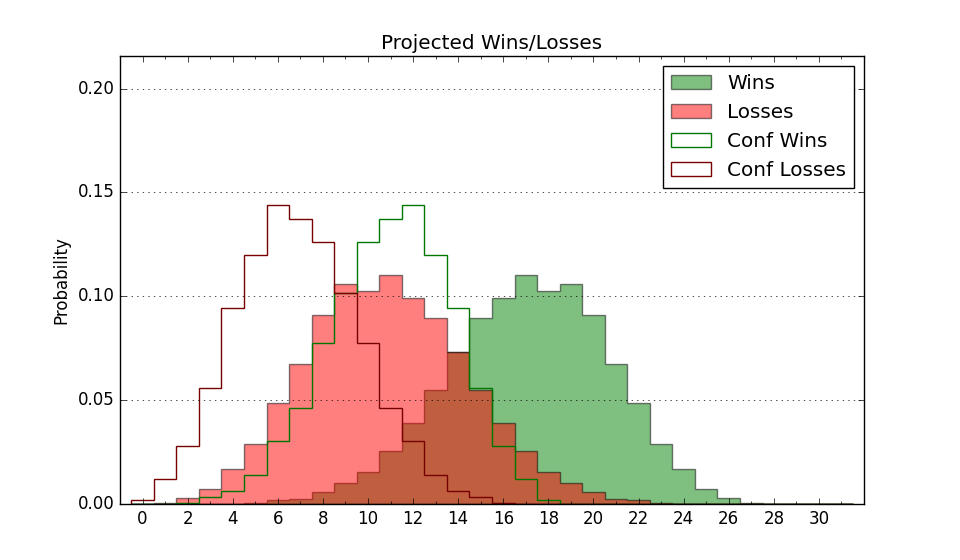 Projected Wins/Losses
Wins
Losses
Conf Wins
Conf Losses
Probability
0.20
0.15
0.10
0.05
0.00
0 2 4 6 8 10 12 14 16 18 20 22 24 26 28 30